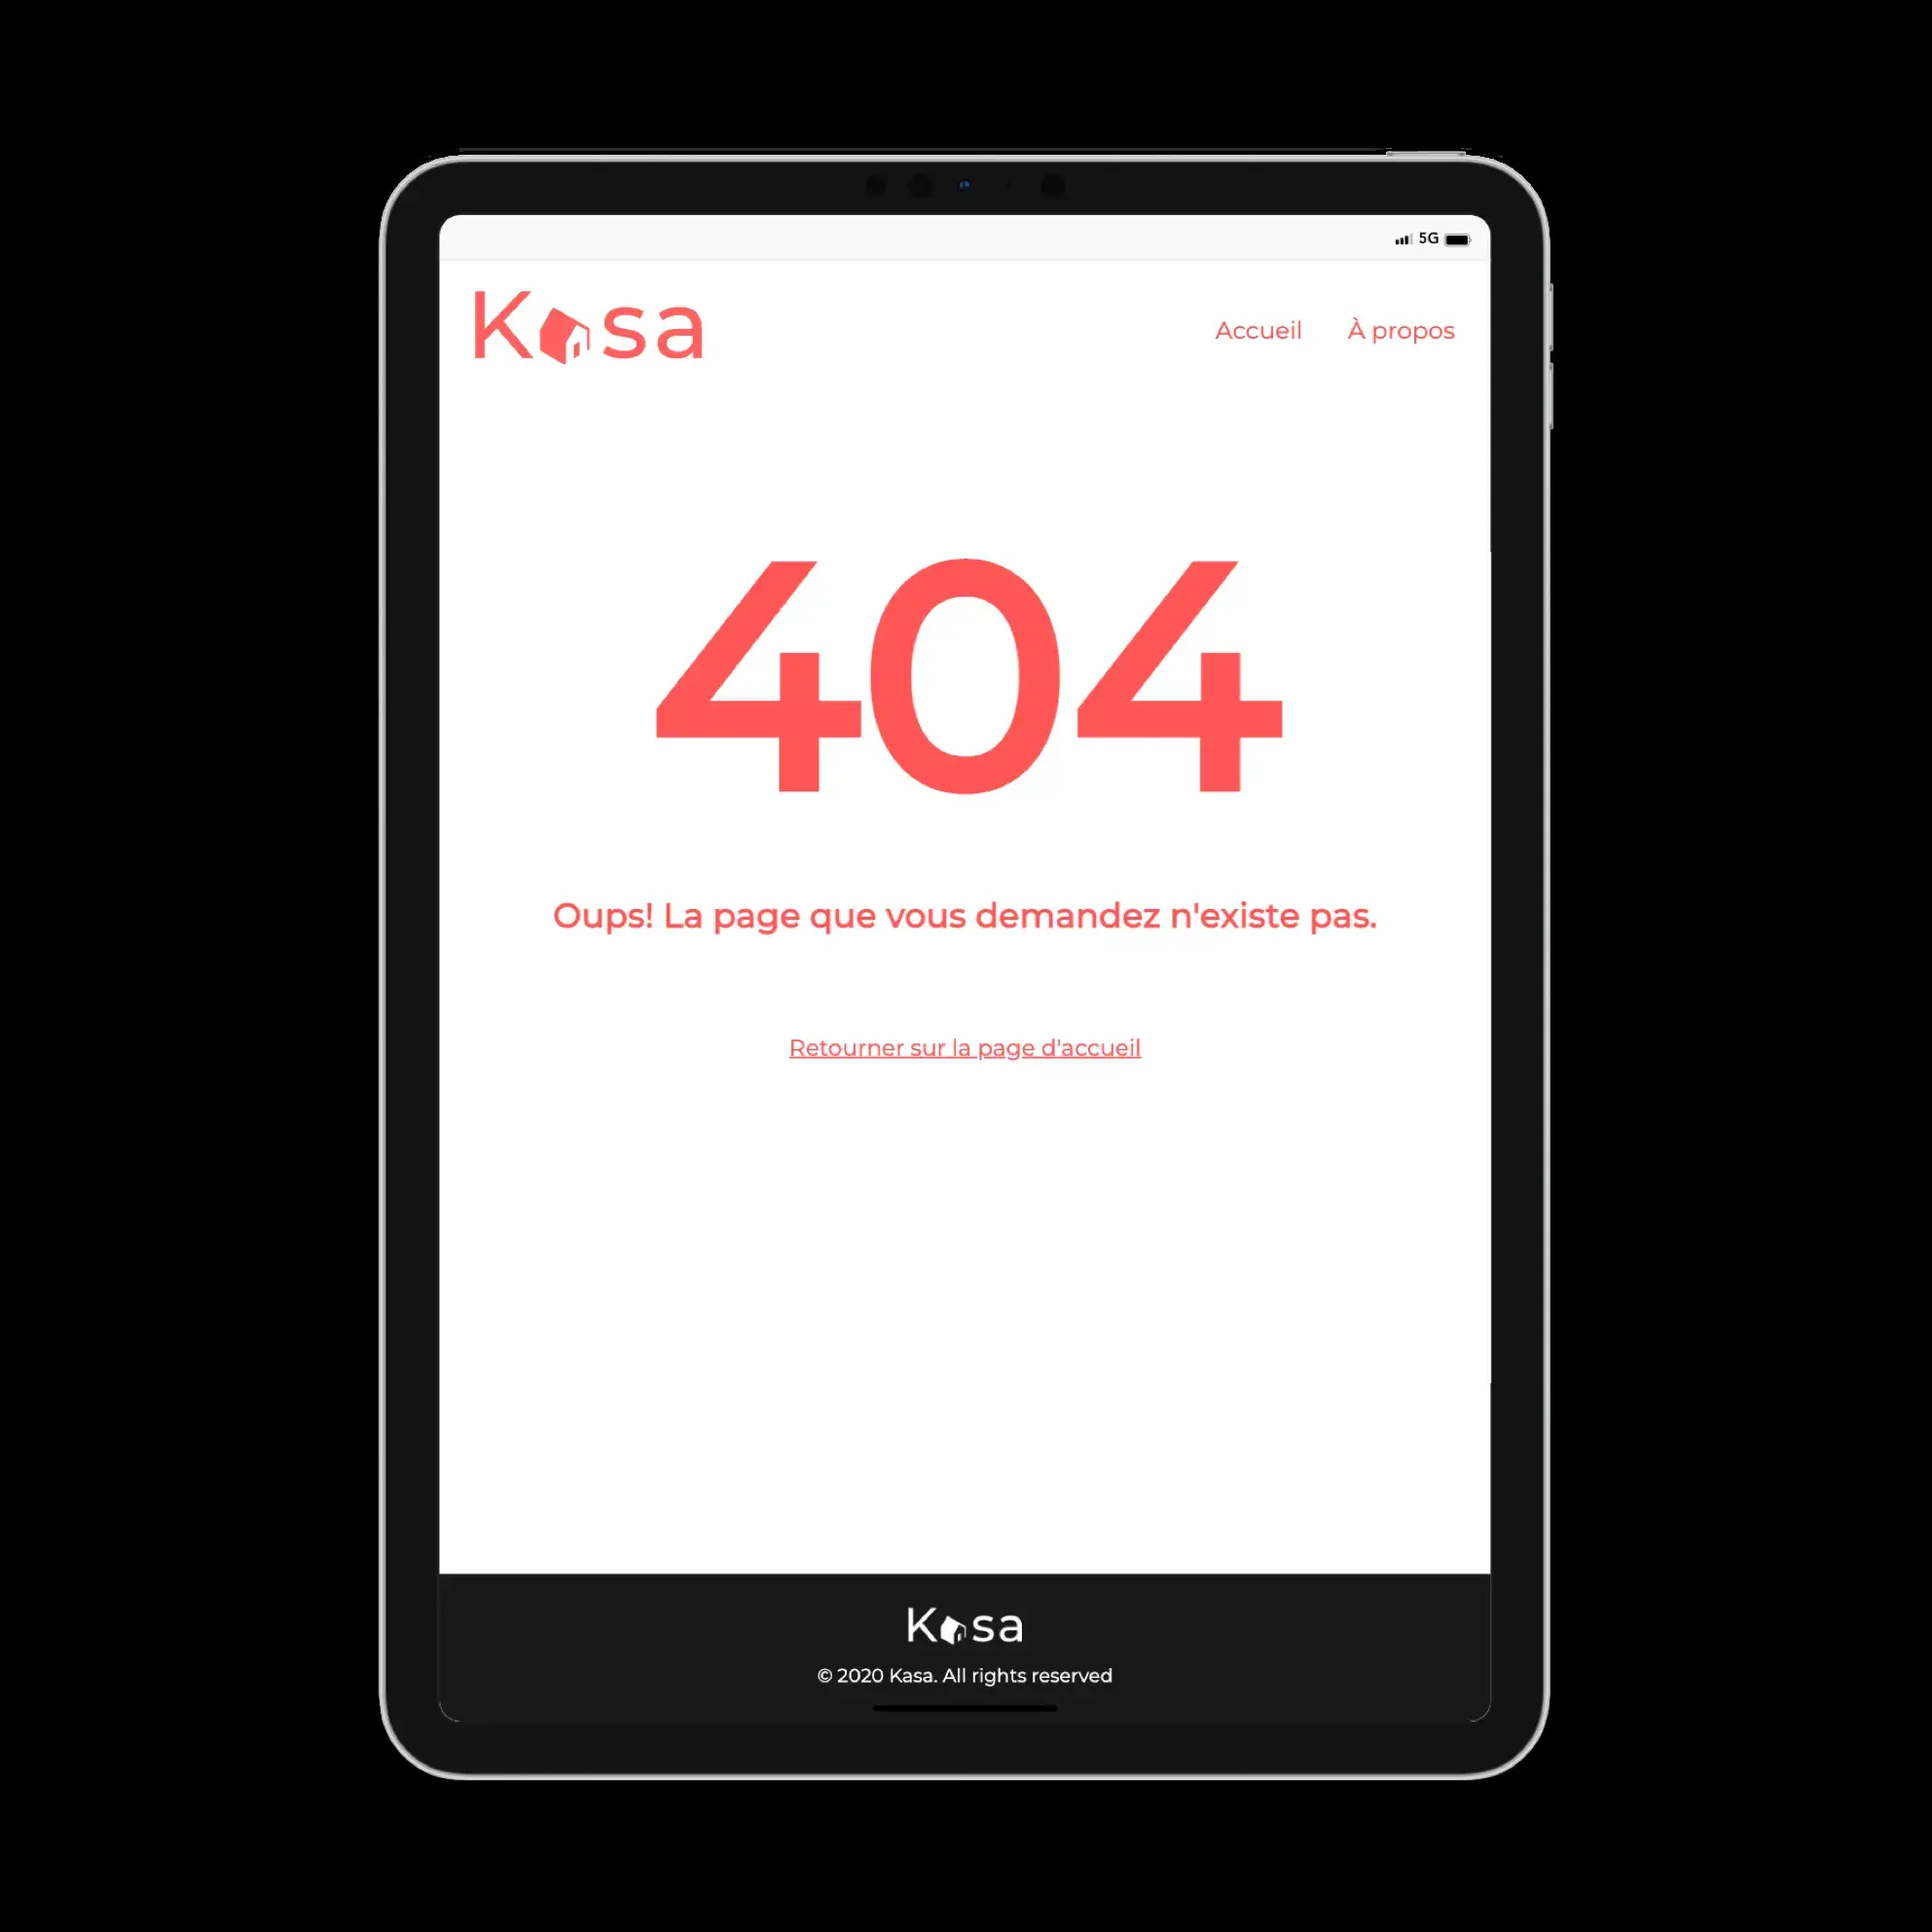 5G
Kasa
Accueil À propos
404
Oups! La page que vous demandez n'existe pas.
Retourner sur la page d'accueil
Kasa
© 2020 Kasa. All rights reserved